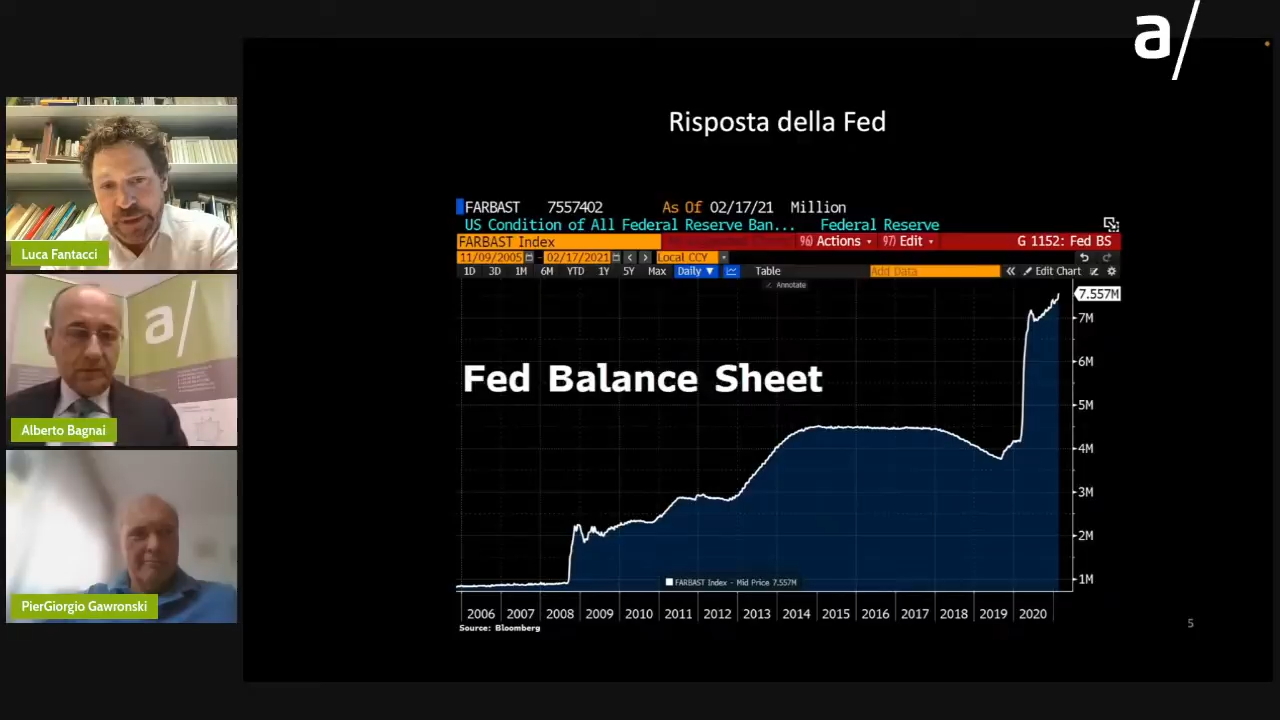 a/
Risposta della Fed
FARBAST 7557402 As Of 02/17/21 Million
US Condition of All Federal Reserve Ban... Federal Reserve
FARBAST Index 96) Actions 97) Edit G 1152: Fed BS
11/09/2005 - 02/17/2021 Local CCY
1D 3D 1M 6M YTD 1Y 5Y Max Daily ▼ Table Add Data « Edit Chart
Annotate
7.557M
7M
6M
Fed Balance Sheet
5M
4M
3M
2M
1M
FARBAST Index - Mid Price 7.557M
2006 2007 2008 2009 2010 2011 2012 2013 2014 2015 2016 2017 2018 2019 2020
Source: Bloomberg
5
Luca Fantacci
a/
Alberto Bagnai
PierGiorgio Gawronski